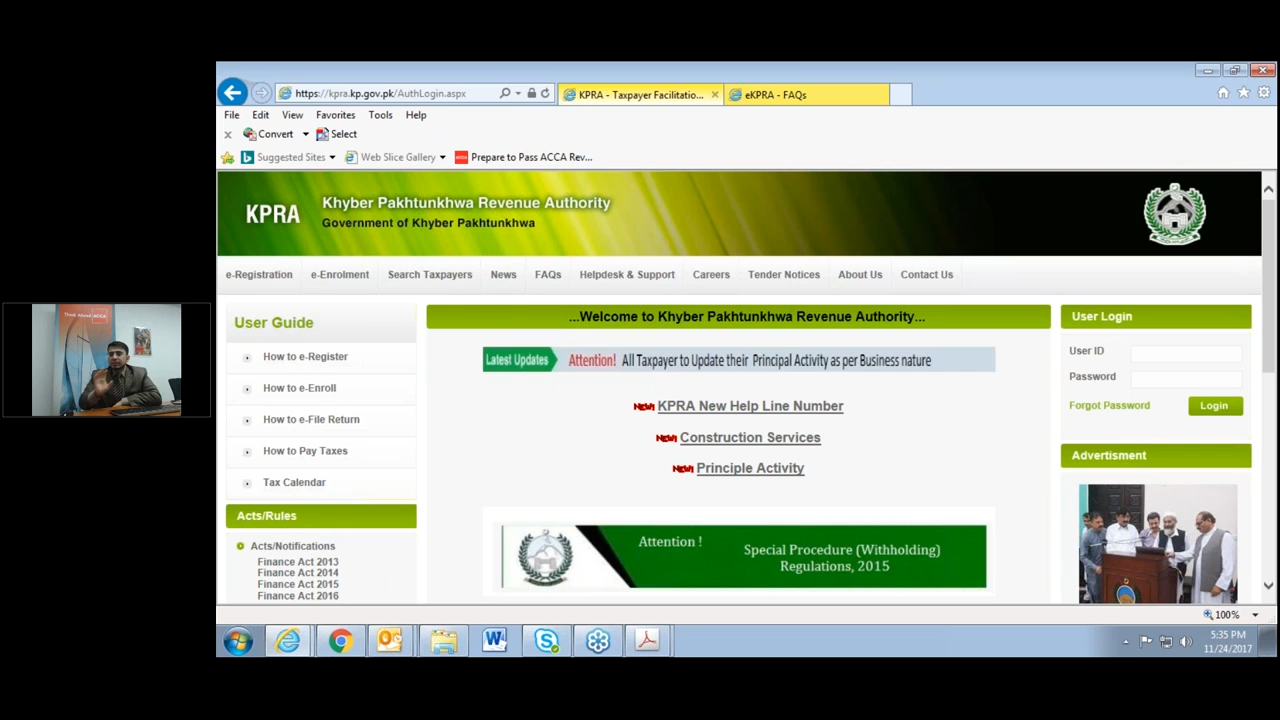 https://kpra.kp.gov.pk/AuthLogin.aspx
KPRA - Taxpayer Facilitatio...
eKPRA - FAQs
File Edit View Favorites Tools Help
Convert Select
Suggested Sites Web Slice Gallery Prepare to Pass ACCA Rev...
KPRA
Khyber Pakhtunkhwa Revenue Authority
Government of Khyber Pakhtunkhwa
e-Registration e-Enrolment Search Taxpayers News FAQs Helpdesk & Support Careers Tender Notices About Us Contact Us
User Guide
How to e-Register
How to e-Enroll
How to e-File Return
How to Pay Taxes
Tax Calendar
Acts/Rules
Acts/Notifications
Finance Act 2013
Finance Act 2014
Finance Act 2015
Finance Act 2016
...Welcome to Khyber Pakhtunkhwa Revenue Authority...
Latest Updates Attention! All Taxpayer to Update their Principal Activity as per Business nature
NEW! KPRA New Help Line Number
NEW! Construction Services
NEW! Principle Activity
Attention !
Special Procedure (Withholding)
Regulations, 2015
User Login
User ID
Password
Forgot Password Login
Advertisment
Think Ahead ACCA
100%
5:35 PM
11/24/2017